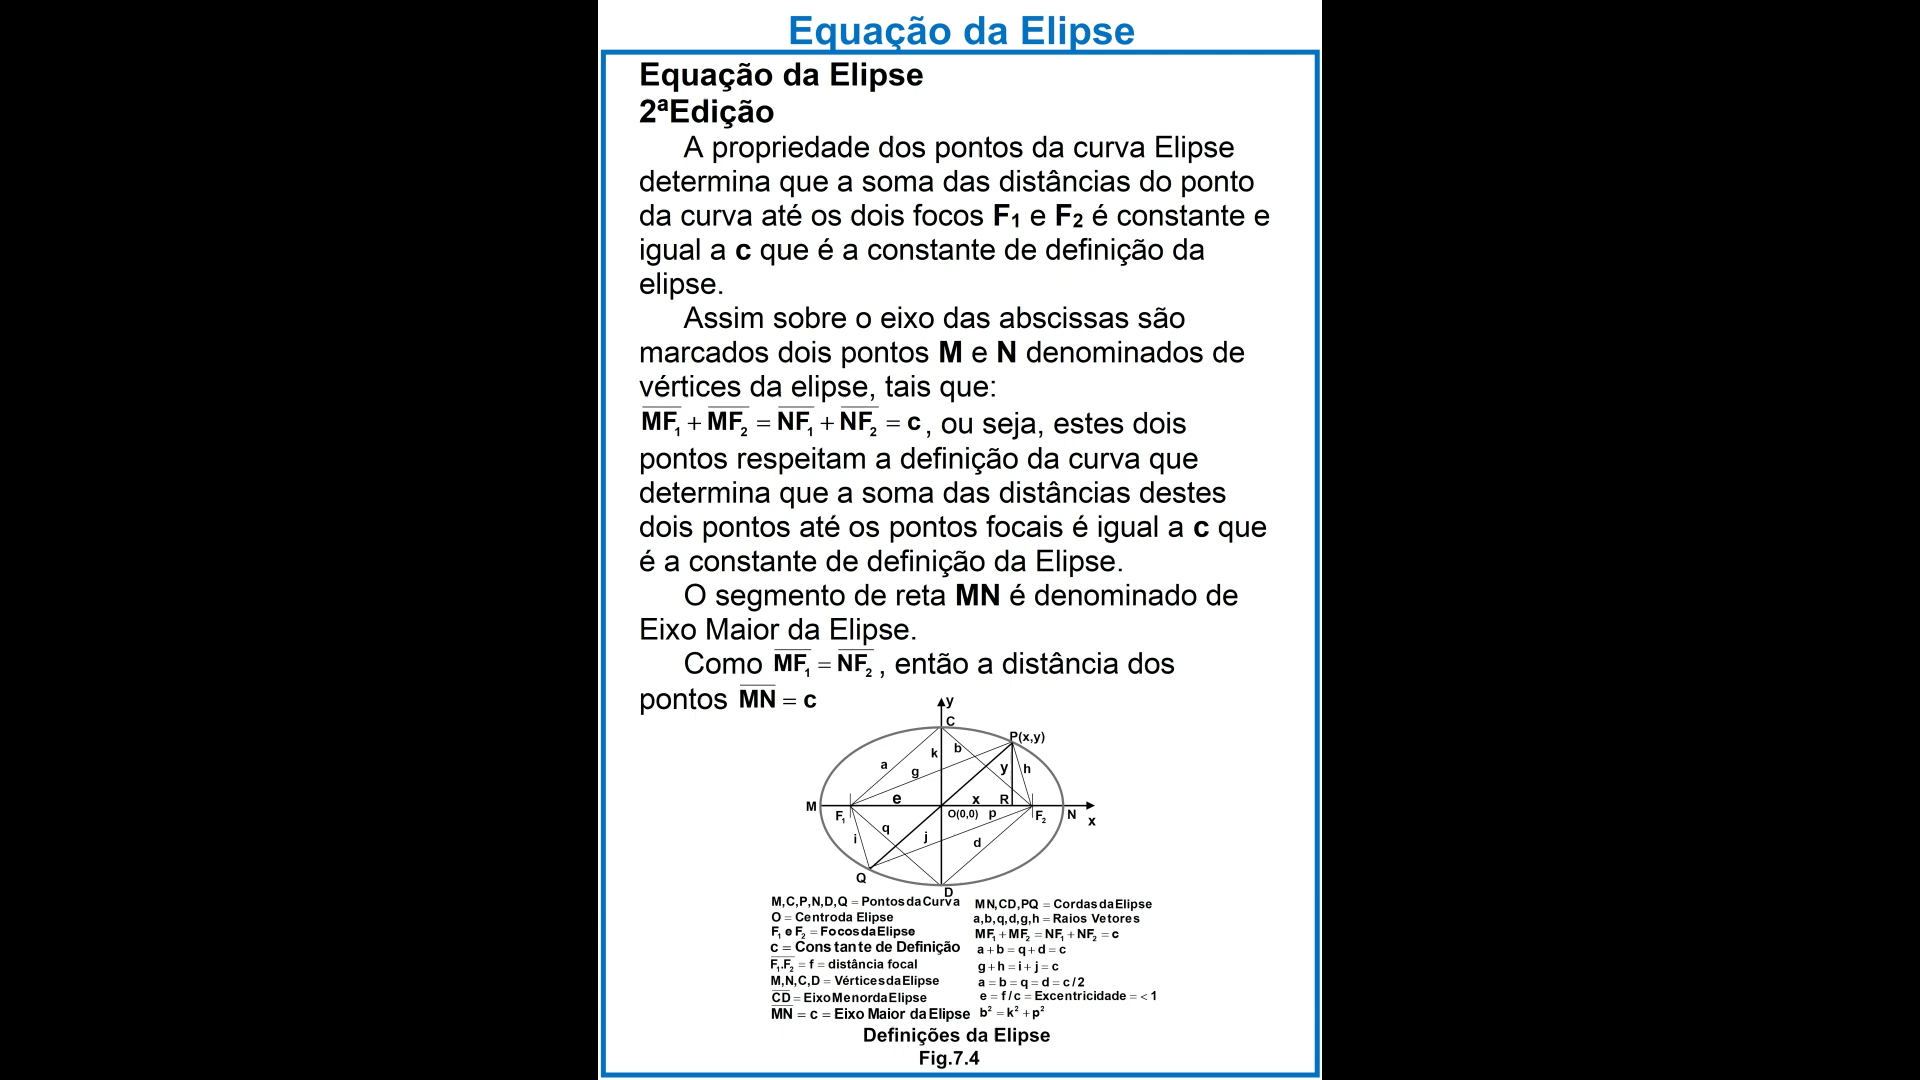 Equação da Elipse
Equação da Elipse
2ªEdição
A propriedade dos pontos da curva Elipse
determina que a soma das distâncias do ponto
da curva até os dois focos F₁ e F₂ é constante e
igual a c que é a constante de definição da
elipse.
Assim sobre o eixo das abscissas são
marcados dois pontos M e N denominados de
vértices da elipse, tais que:
MF₁ + MF₂ = NF₁ + NF₂ = c , ou seja, estes dois
pontos respeitam a definição da curva que
determina que a soma das distâncias destes
dois pontos até os pontos focais é igual a c que
é a constante de definição da Elipse.
O segmento de reta MN é denominado de
Eixo Maior da Elipse.
Como MF₁ = NF₂ , então a distância dos
pontos MN = c
y
C
P(x,y)
k b
a g y h
M e x R
F₁ O(0,0) p F₂ N x
q
i j d
Q
D
M,C,P,N,D,Q = Pontos da Curva
O = Centro da Elipse
F₁ e F₂ = Focos da Elipse
c = Cons tante de Definição
F₁.F₂ = f = distância focal
M,N,C,D = Vértices da Elipse
CD = Eixo Menor da Elipse
MN = c = Eixo Maior da Elipse
MN,CD,PQ = Cordas da Elipse
a,b,q,d,g,h = Raios Vetores
MF₁ + MF₂ = NF₁ + NF₂ = c
a + b = q + d = c
g + h = i + j = c
a = b = q = d = c / 2
e = f / c = Excentricidade = < 1
b² = k² + p²
Definições da Elipse
Fig.7.4